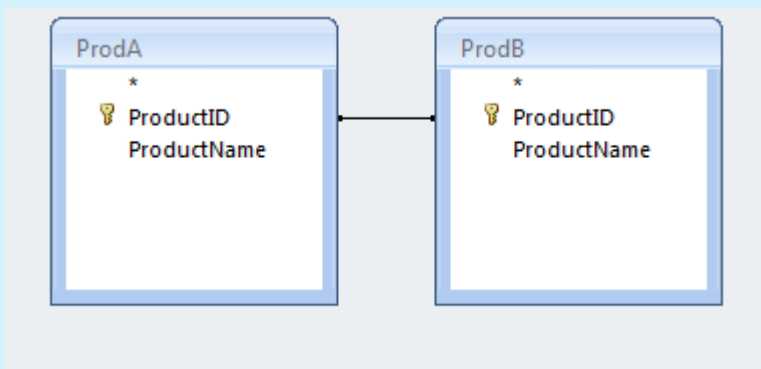 ProdA
*
ProductID
ProductName
ProdB
*
ProductID
ProductName